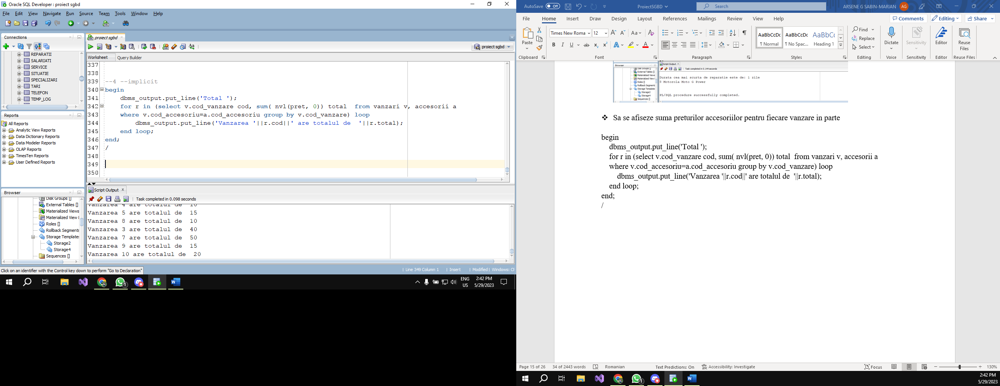 Oracle SQL Developer : proiect sgbd
File Edit View Navigate Run Source Team Tools Window Help
Connections
REPARATII
SALARIATI
SERVICE
SITUATIE
SPECIALIZARI
TARI
TELEFON
TEMP_LOG
Reports
All Reports
Analytic View Reports
Data Dictionary Reports
Data Modeler Reports
OLAP Reports
TimesTen Reports
User Defined Reports
Browser
Disk Groups []
External Tables []
Materialized Views
Materialized View
Roles []
Rollback Segments
Storage Templates
Storage2
Storage4
Sequences []
proiect sgbd
proiect sgbd
Worksheet Query Builder
337
338
339 --4 --implicit
340 begin
341 dbms_output.put_line('Total ');
342 for r in (select v.cod_vanzare cod, sum( nvl(pret, 0)) total  from vanzari v, accesorii a
343 where v.cod_accesoriu=a.cod_accesoriu group by v.cod_vanzare) loop
344 dbms_output.put_line('Vanzarea '||r.cod||' are totalul de  '||r.total);
345 end loop;
346 end;
347 /
348
349
350
Script Output
Task completed in 0.098 seconds
Vanzarea 4 are totalul de  10
Vanzarea 5 are totalul de  15
Vanzarea 8 are totalul de  10
Vanzarea 3 are totalul de  40
Vanzarea 7 are totalul de  50
Vanzarea 9 are totalul de  15
Vanzarea 10 are totalul de  20
Click on an identifier with the Control key down to perform "Go to Declaration"
Line 349 Column 1 | Insert | Modified | Windows: CF
ENG
US
2:42 PM
5/29/2023
AutoSave Off ProiectSGBD Search ARSENE G SABIN-MARIAN AG
File Home Insert Draw Design Layout References Mailings Review View Help Comments Editing Share
Paste
Times New Roma 12
AaBbCcDc AaBbCcDc AaBbCc
¶ Normal ¶ No Spac... Heading 1
Find
Replace
Select
Dictate
Sensitivity
Editor
Reuse
Files
Clipboard Font Paragraph Styles Editing Voice Sensitivity Editor Reuse Files
Browser
Disk Groups []
External Tables []
Materialized Views
Materialized View
Roles []
Rollback Segments
Storage Templates
Storage2
Storage4
Sequences []
Script Output
Task completed in 0.144 seconds
Durata cea mai scurta de reparatie este de: 1 zile
8 Motorola Moto G Power
PL/SQL procedure successfully completed.
❖ Sa se afiseze suma preturilor accesoriilor pentru fiecare vanzare in parte
begin
dbms_output.put_line('Total ');
for r in (select v.cod_vanzare cod, sum( nvl(pret, 0)) total  from vanzari v, accesorii a
where v.cod_accesoriu=a.cod_accesoriu group by v.cod_vanzare) loop
dbms_output.put_line('Vanzarea '||r.cod||' are totalul de  '||r.total);
end loop;
end;
/
Page 15 of 26 34 of 2443 words Romanian Text Predictions: On Accessibility: Investigate Focus 130%
2:42 PM
5/29/2023